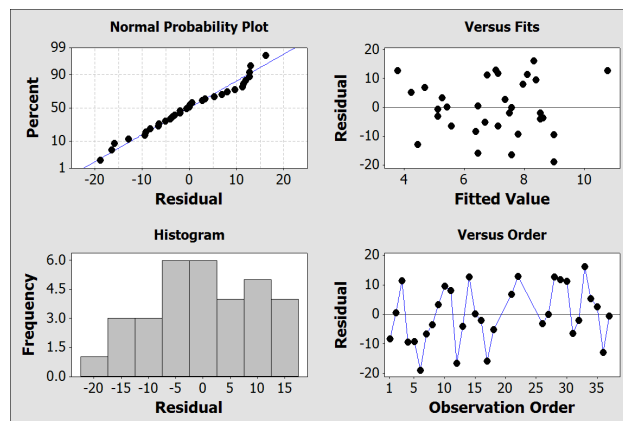 Normal Probability Plot
99
90
50
10
1
Percent
-20 -10 0 10 20
Residual
Versus Fits
20
10
0
-10
-20
Residual
4 6 8 10
Fitted Value
Histogram
6.0
4.5
3.0
1.5
0.0
Frequency
-20 -15 -10 -5 0 5 10 15
Residual
Versus Order
20
10
0
-10
-20
Residual
1 5 10 15 20 25 30 35
Observation Order